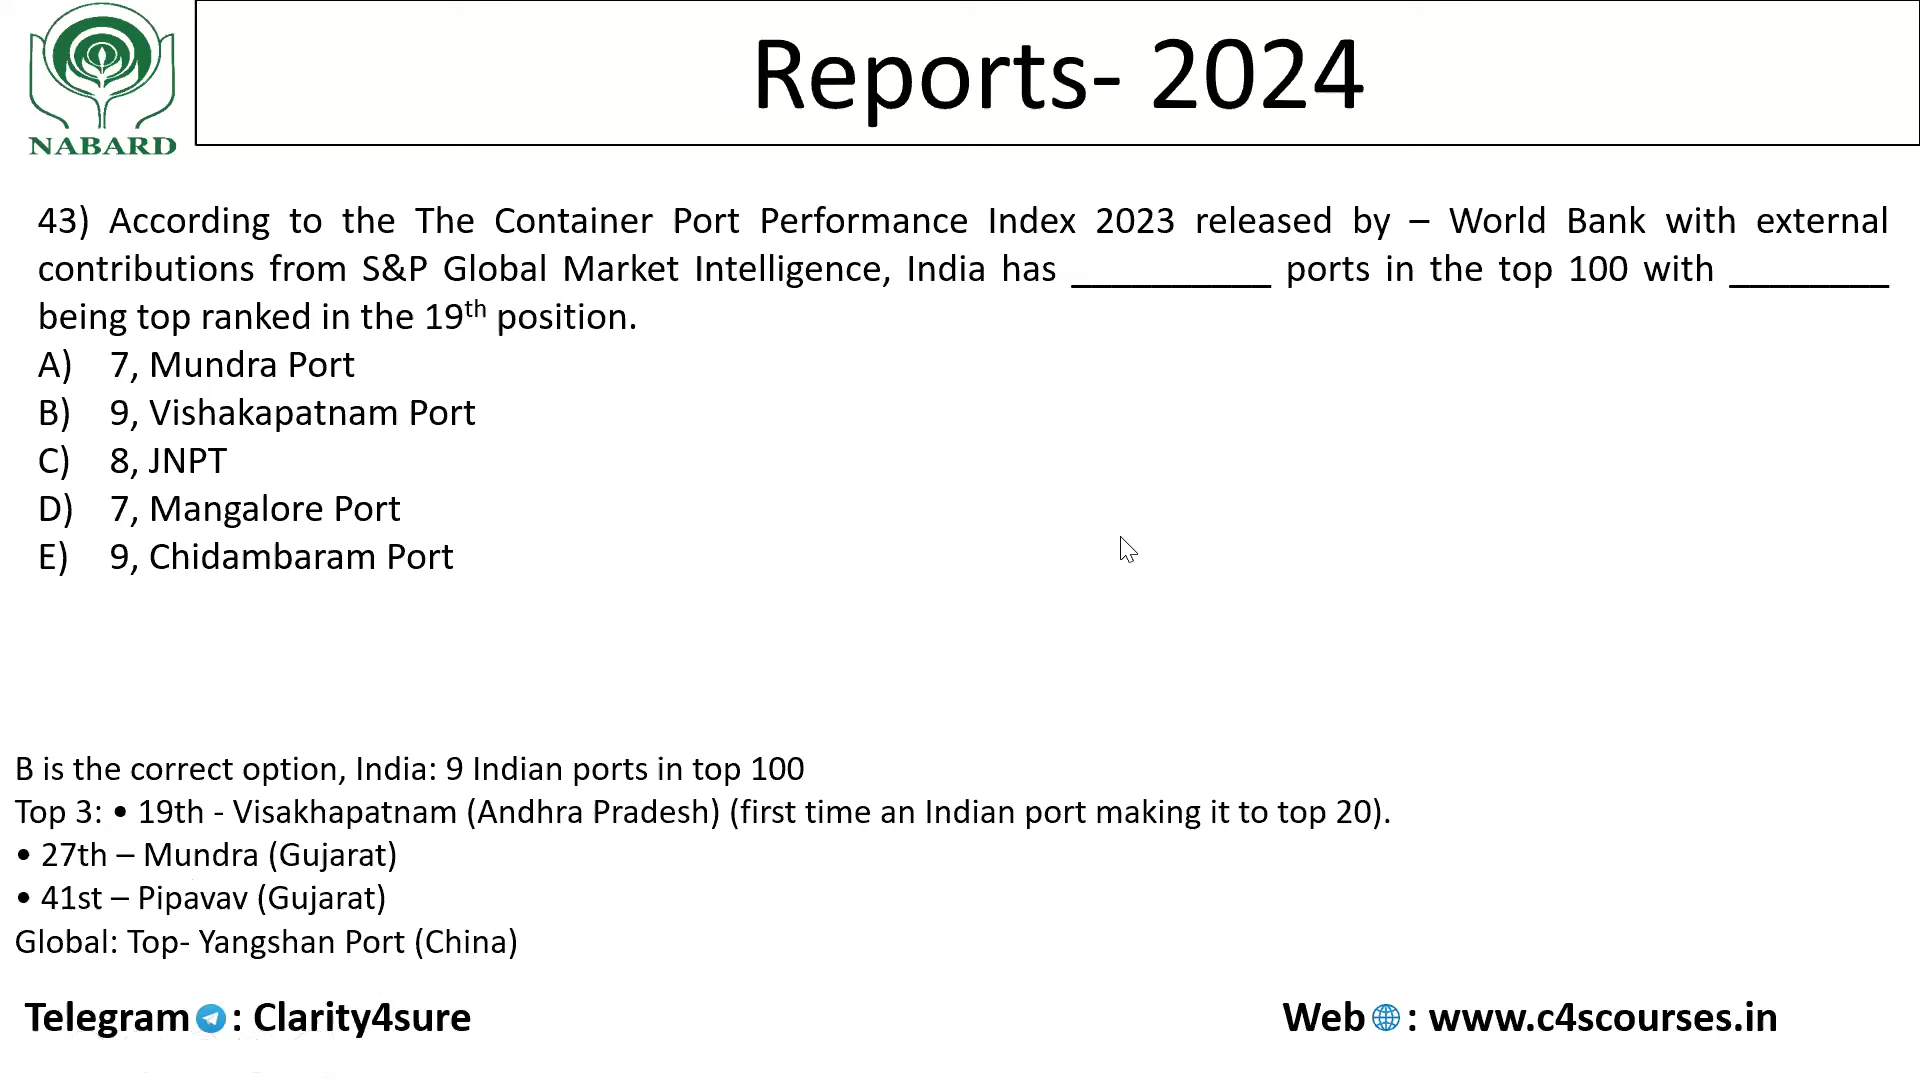 NABARD
Reports- 2024
43) According to the The Container Port Performance Index 2023 released by – World Bank with external
contributions from S&P Global Market Intelligence, India has __________ ports in the top 100 with ________
being top ranked in the 19th position.
A) 7, Mundra Port
B) 9, Vishakapatnam Port
C) 8, JNPT
D) 7, Mangalore Port
E) 9, Chidambaram Port
B is the correct option, India: 9 Indian ports in top 100
Top 3: • 19th - Visakhapatnam (Andhra Pradesh) (first time an Indian port making it to top 20).
• 27th – Mundra (Gujarat)
• 41st – Pipavav (Gujarat)
Global: Top- Yangshan Port (China)
Telegram : Clarity4sure
Web : www.c4scourses.in